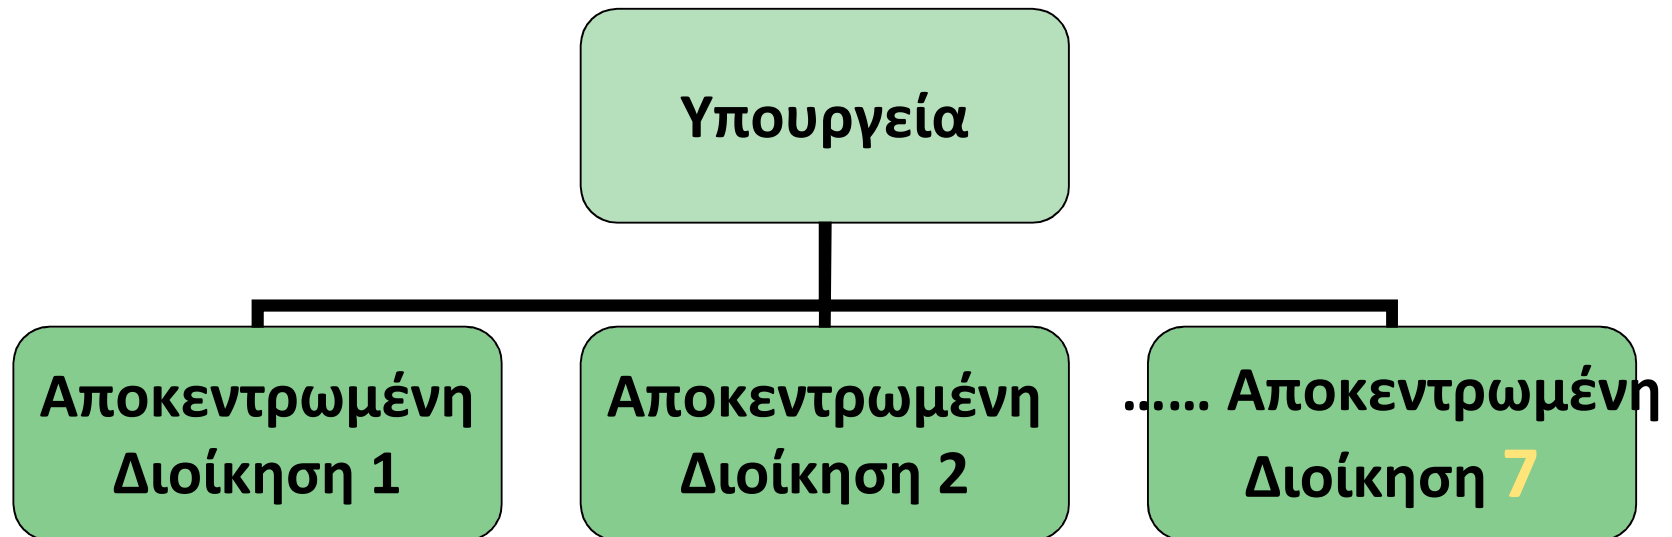 Υπουργεία
Αποκεντρωμένη
Διοίκηση 1
Αποκεντρωμένη
Διοίκηση 2
…… Αποκεντρωμένη
Διοίκηση 7